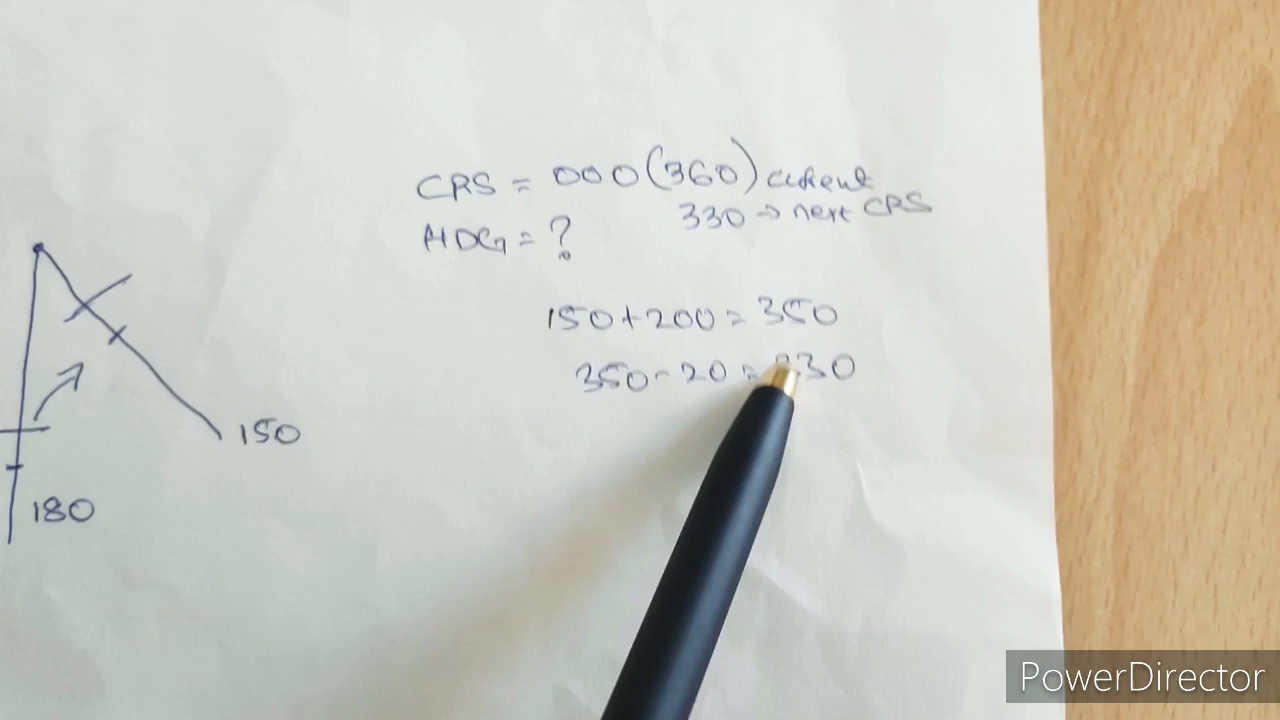 CRS = 000 (360) current
330 → next CRS
HDG = ?
150 + 200 = 350
350 - 20 = 330
150
180
PowerDirector